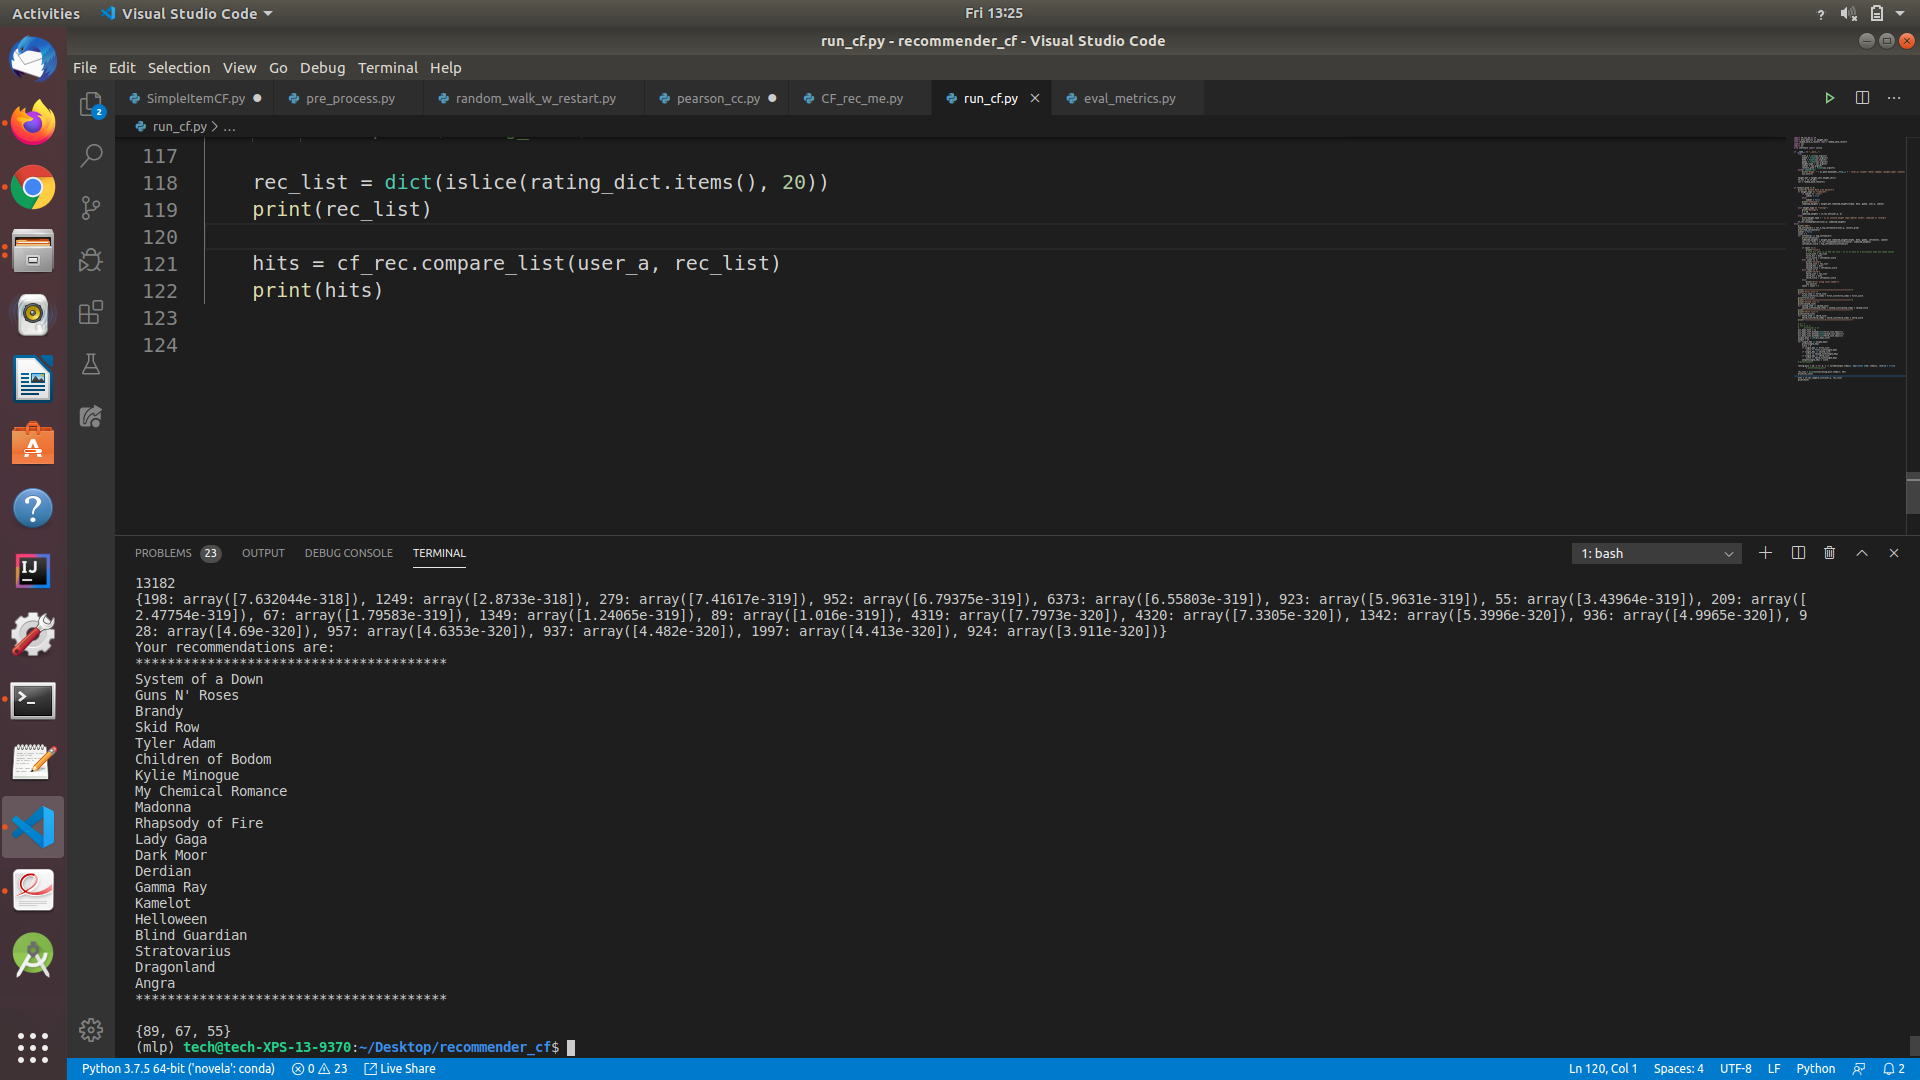 Activities
Visual Studio Code
Fri 13:25
run_cf.py - recommender_cf - Visual Studio Code
File Edit Selection View Go Debug Terminal Help
SimpleItemCF.py pre_process.py random_walk_w_restart.py pearson_cc.py CF_rec_me.py run_cf.py eval_metrics.py
2
run_cf.py > ...
117
118 rec_list = dict(islice(rating_dict.items(), 20))
119 print(rec_list)
120
121 hits = cf_rec.compare_list(user_a, rec_list)
122 print(hits)
123
124
PROBLEMS 23 OUTPUT DEBUG CONSOLE TERMINAL
1: bash
13182
{198: array([7.632044e-318]), 1249: array([2.8733e-318]), 279: array([7.41617e-319]), 952: array([6.79375e-319]), 6373: array([6.55803e-319]), 923: array([5.9631e-319]), 55: array([3.43964e-319]), 209: array([
2.47754e-319]), 67: array([1.79583e-319]), 1349: array([1.24065e-319]), 89: array([1.016e-319]), 4319: array([7.7973e-320]), 4320: array([7.3305e-320]), 1342: array([5.3996e-320]), 936: array([4.9965e-320]), 9
28: array([4.69e-320]), 957: array([4.6353e-320]), 937: array([4.482e-320]), 1997: array([4.413e-320]), 924: array([3.911e-320])}
Your recommendations are:
***************************************
System of a Down
Guns N' Roses
Brandy
Skid Row
Tyler Adam
Children of Bodom
Kylie Minogue
My Chemical Romance
Madonna
Rhapsody of Fire
Lady Gaga
Dark Moor
Derdian
Gamma Ray
Kamelot
Helloween
Blind Guardian
Stratovarius
Dragonland
Angra
***************************************
{89, 67, 55}
(mlp) tech@tech-XPS-13-9370:~/Desktop/recommender_cf$
Python 3.7.5 64-bit ('novela': conda) 0 23 Live Share
Ln 120, Col 1 Spaces: 4 UTF-8 LF Python 2